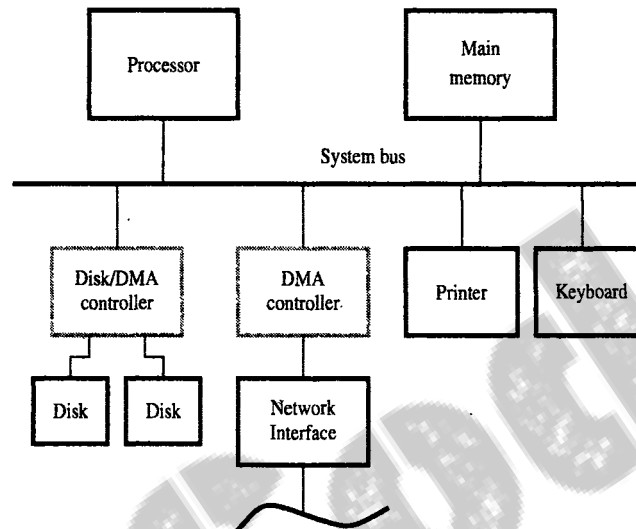 Processor
Main
memory
System bus
Disk/DMA
controller
DMA
controller
Printer
Keyboard
Disk
Disk
Network
Interface